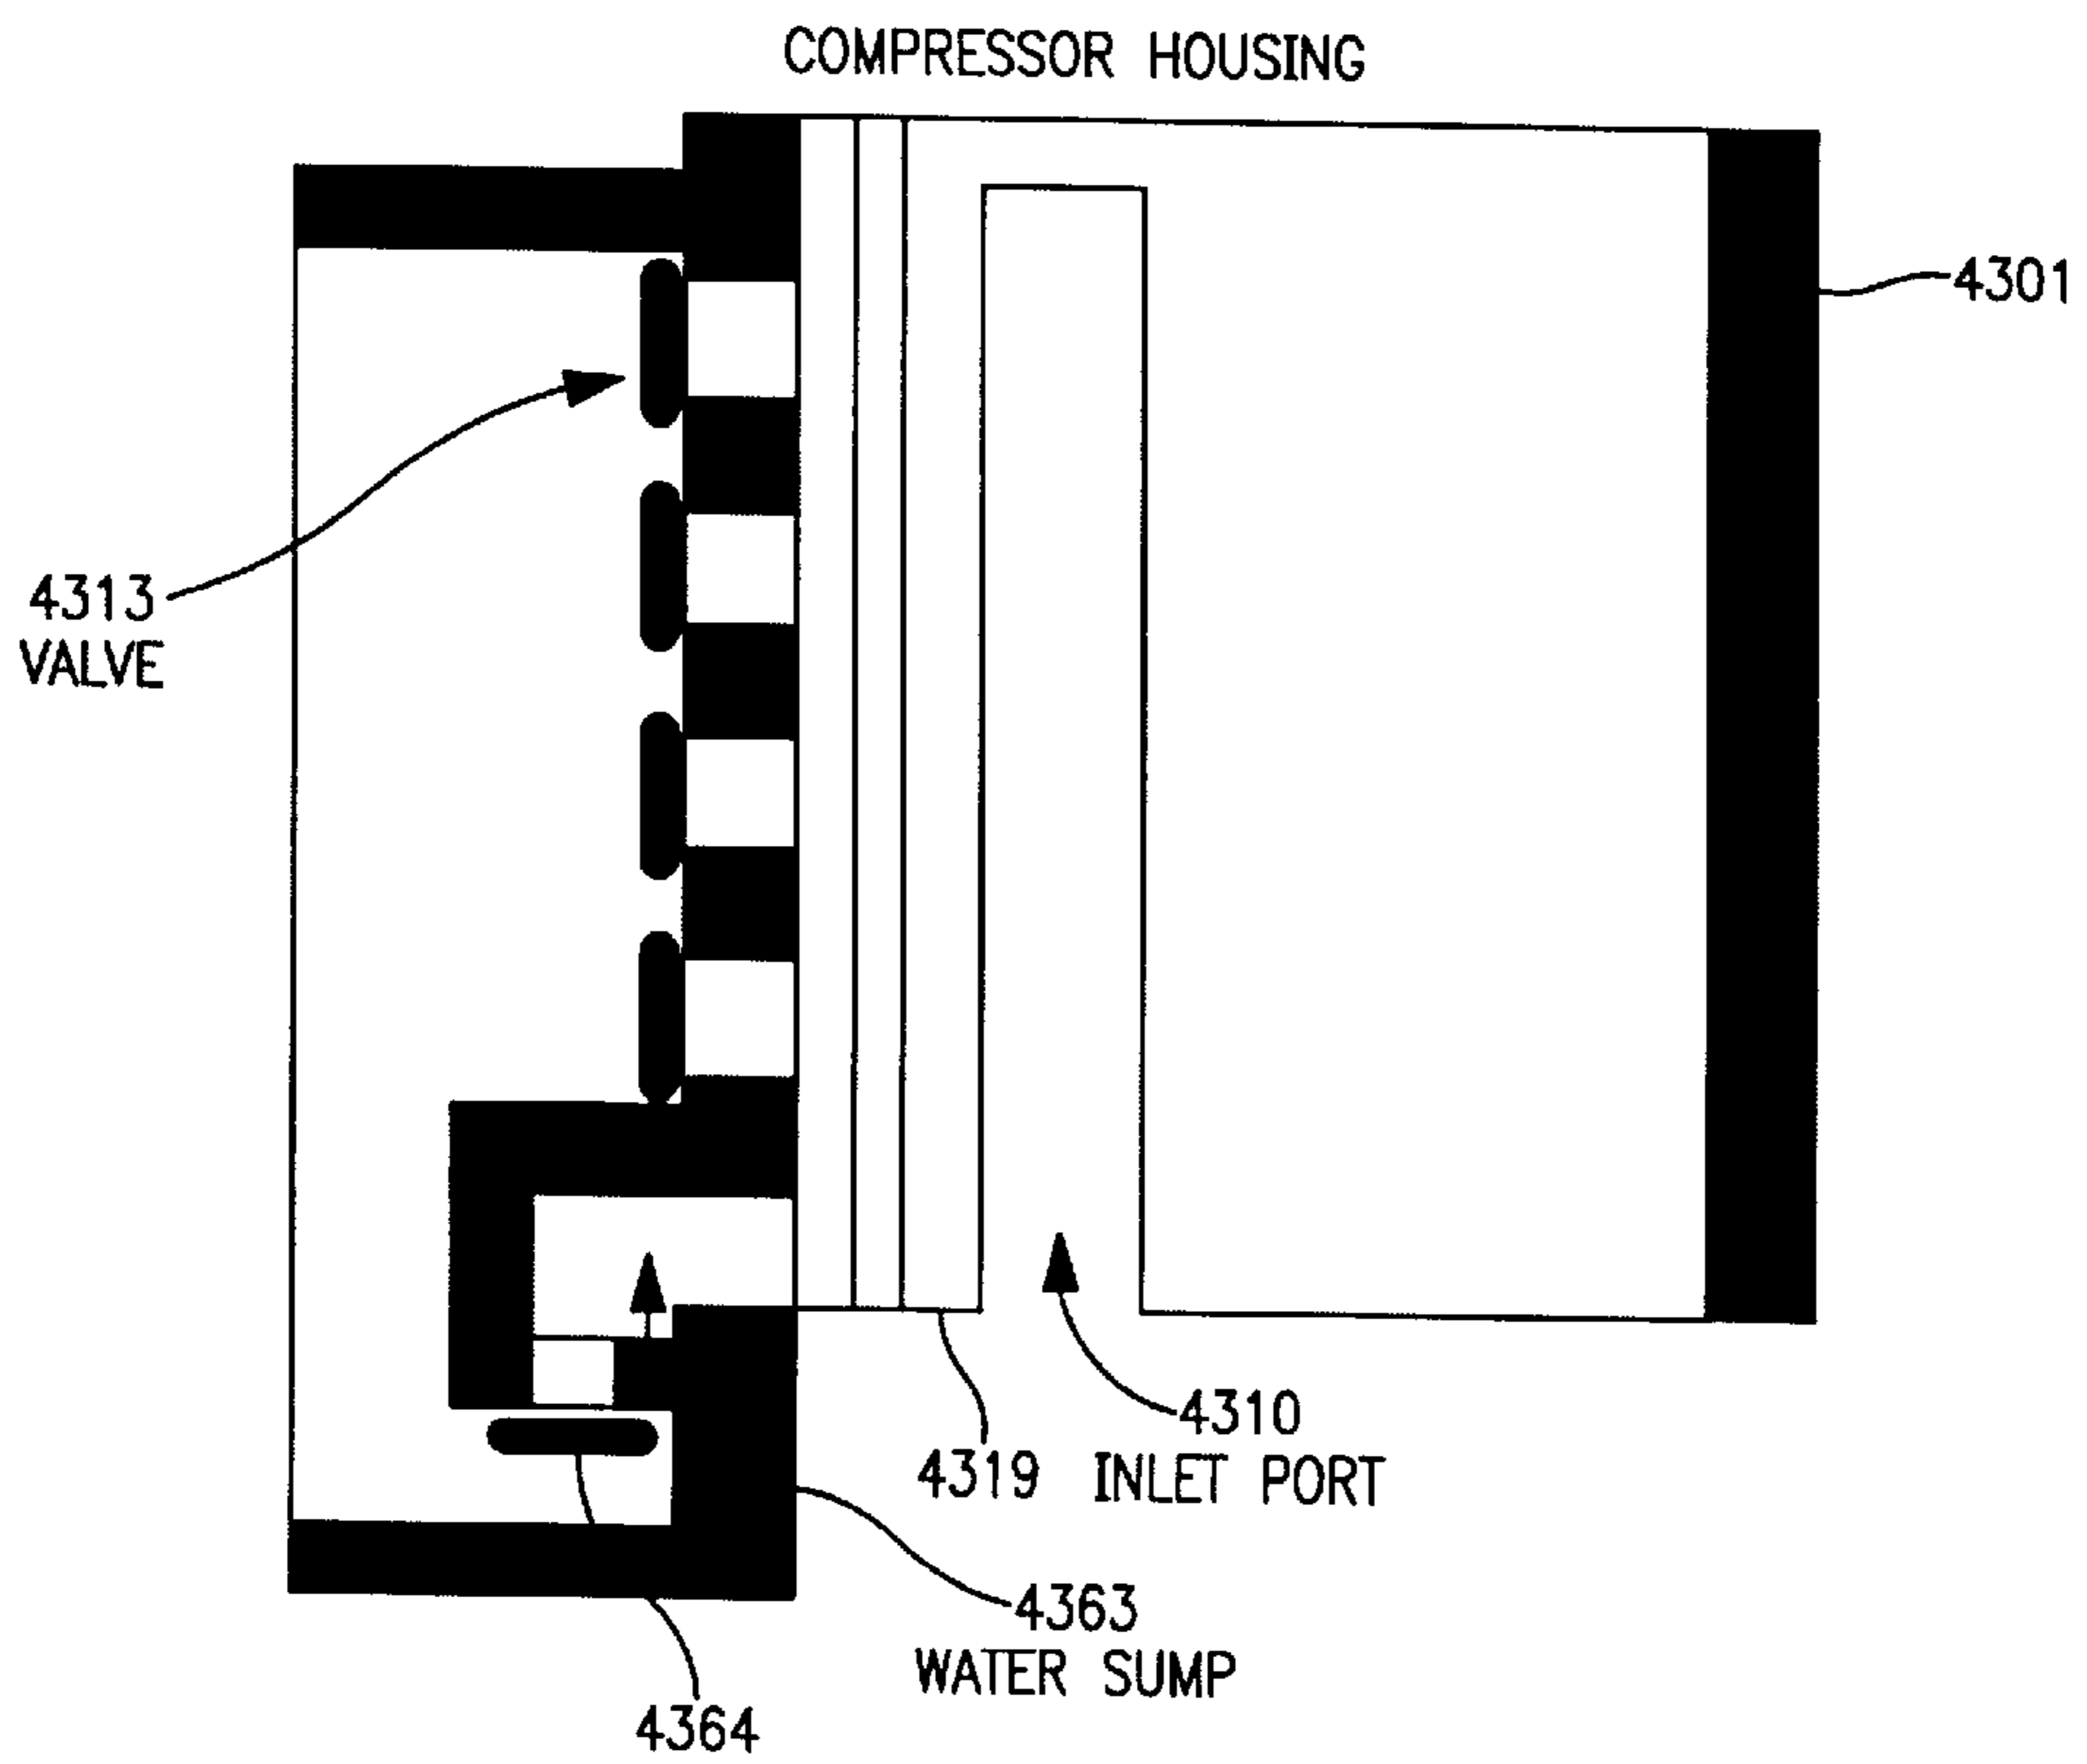 COMPRESSOR HOUSING
4301
4313
VALVE
4310
INLET PORT
4319
4363
WATER SUMP
4364